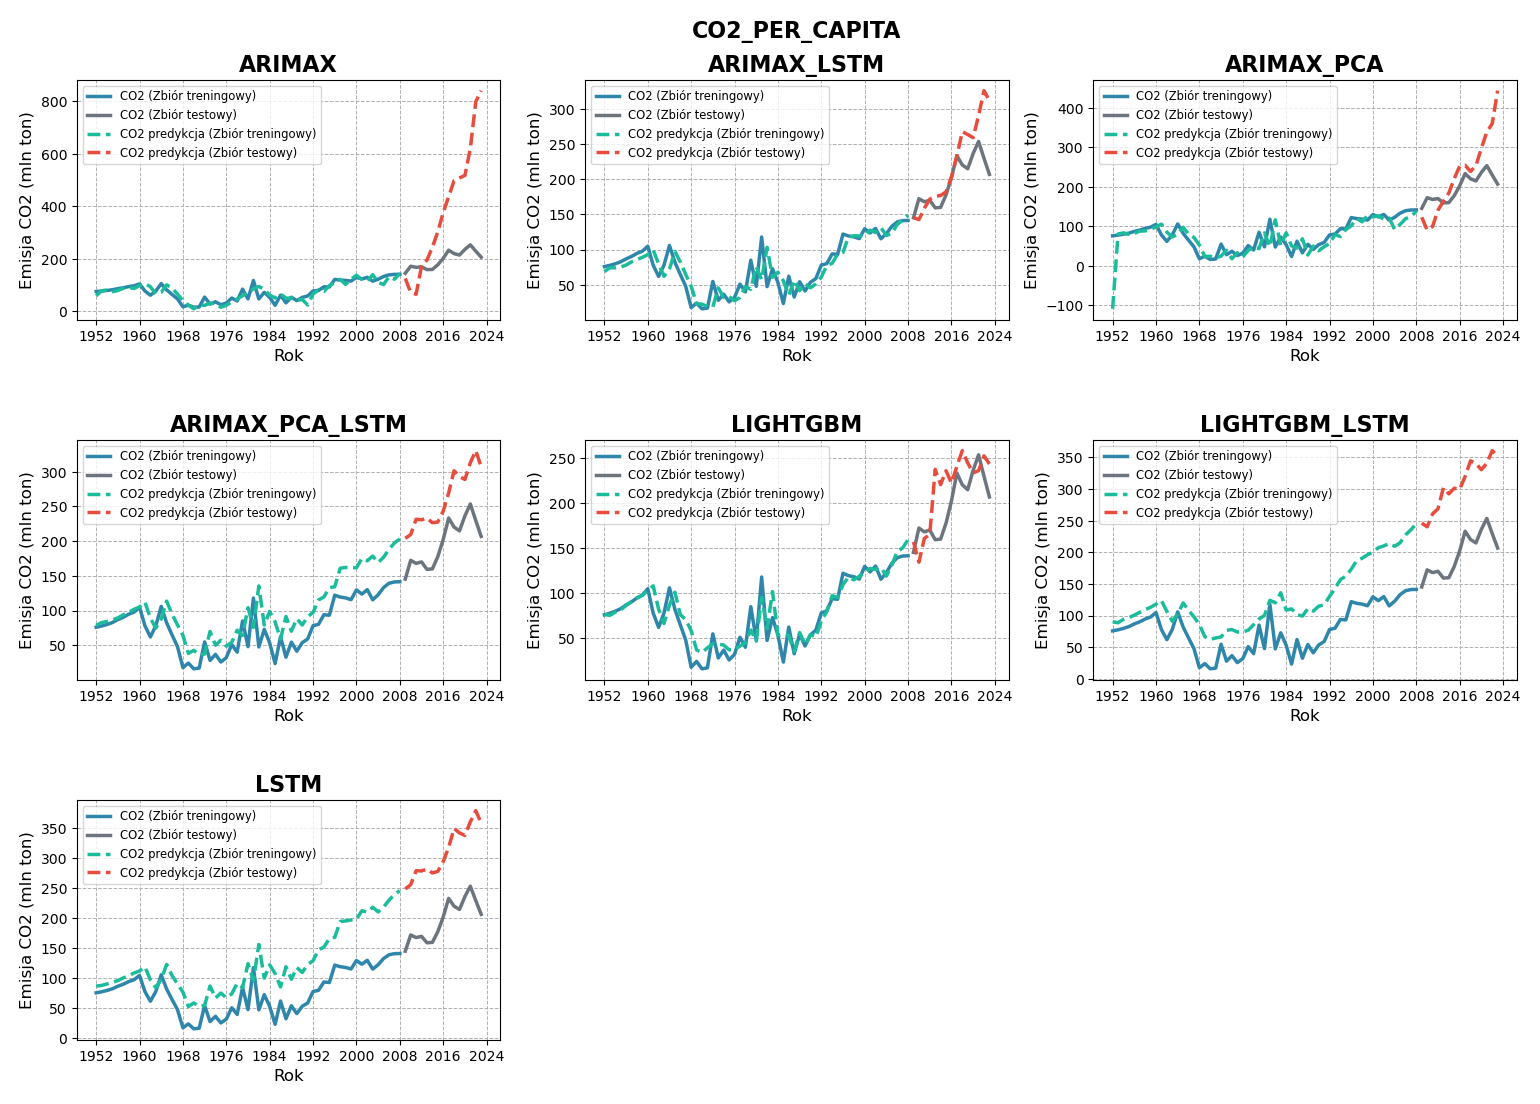 CO2_PER_CAPITA
ARIMAX
Emisja CO2 (mln ton)
800
600
400
200
0
CO2 (Zbiór treningowy)
CO2 (Zbiór testowy)
CO2 predykcja (Zbiór treningowy)
CO2 predykcja (Zbiór testowy)
1952 1960 1968 1976 1984 1992 2000 2008 2016 2024
Rok
ARIMAX_LSTM
Emisja CO2 (mln ton)
300
250
200
150
100
50
CO2 (Zbiór treningowy)
CO2 (Zbiór testowy)
CO2 predykcja (Zbiór treningowy)
CO2 predykcja (Zbiór testowy)
1952 1960 1968 1976 1984 1992 2000 2008 2016 2024
Rok
ARIMAX_PCA
Emisja CO2 (mln ton)
400
300
200
100
0
−100
CO2 (Zbiór treningowy)
CO2 (Zbiór testowy)
CO2 predykcja (Zbiór treningowy)
CO2 predykcja (Zbiór testowy)
1952 1960 1968 1976 1984 1992 2000 2008 2016 2024
Rok
ARIMAX_PCA_LSTM
Emisja CO2 (mln ton)
300
250
200
150
100
50
CO2 (Zbiór treningowy)
CO2 (Zbiór testowy)
CO2 predykcja (Zbiór treningowy)
CO2 predykcja (Zbiór testowy)
1952 1960 1968 1976 1984 1992 2000 2008 2016 2024
Rok
LIGHTGBM
Emisja CO2 (mln ton)
250
200
150
100
50
CO2 (Zbiór treningowy)
CO2 (Zbiór testowy)
CO2 predykcja (Zbiór treningowy)
CO2 predykcja (Zbiór testowy)
1952 1960 1968 1976 1984 1992 2000 2008 2016 2024
Rok
LIGHTGBM_LSTM
Emisja CO2 (mln ton)
350
300
250
200
150
100
50
0
CO2 (Zbiór treningowy)
CO2 (Zbiór testowy)
CO2 predykcja (Zbiór treningowy)
CO2 predykcja (Zbiór testowy)
1952 1960 1968 1976 1984 1992 2000 2008 2016 2024
Rok
LSTM
Emisja CO2 (mln ton)
350
300
250
200
150
100
50
0
CO2 (Zbiór treningowy)
CO2 (Zbiór testowy)
CO2 predykcja (Zbiór treningowy)
CO2 predykcja (Zbiór testowy)
1952 1960 1968 1976 1984 1992 2000 2008 2016 2024
Rok